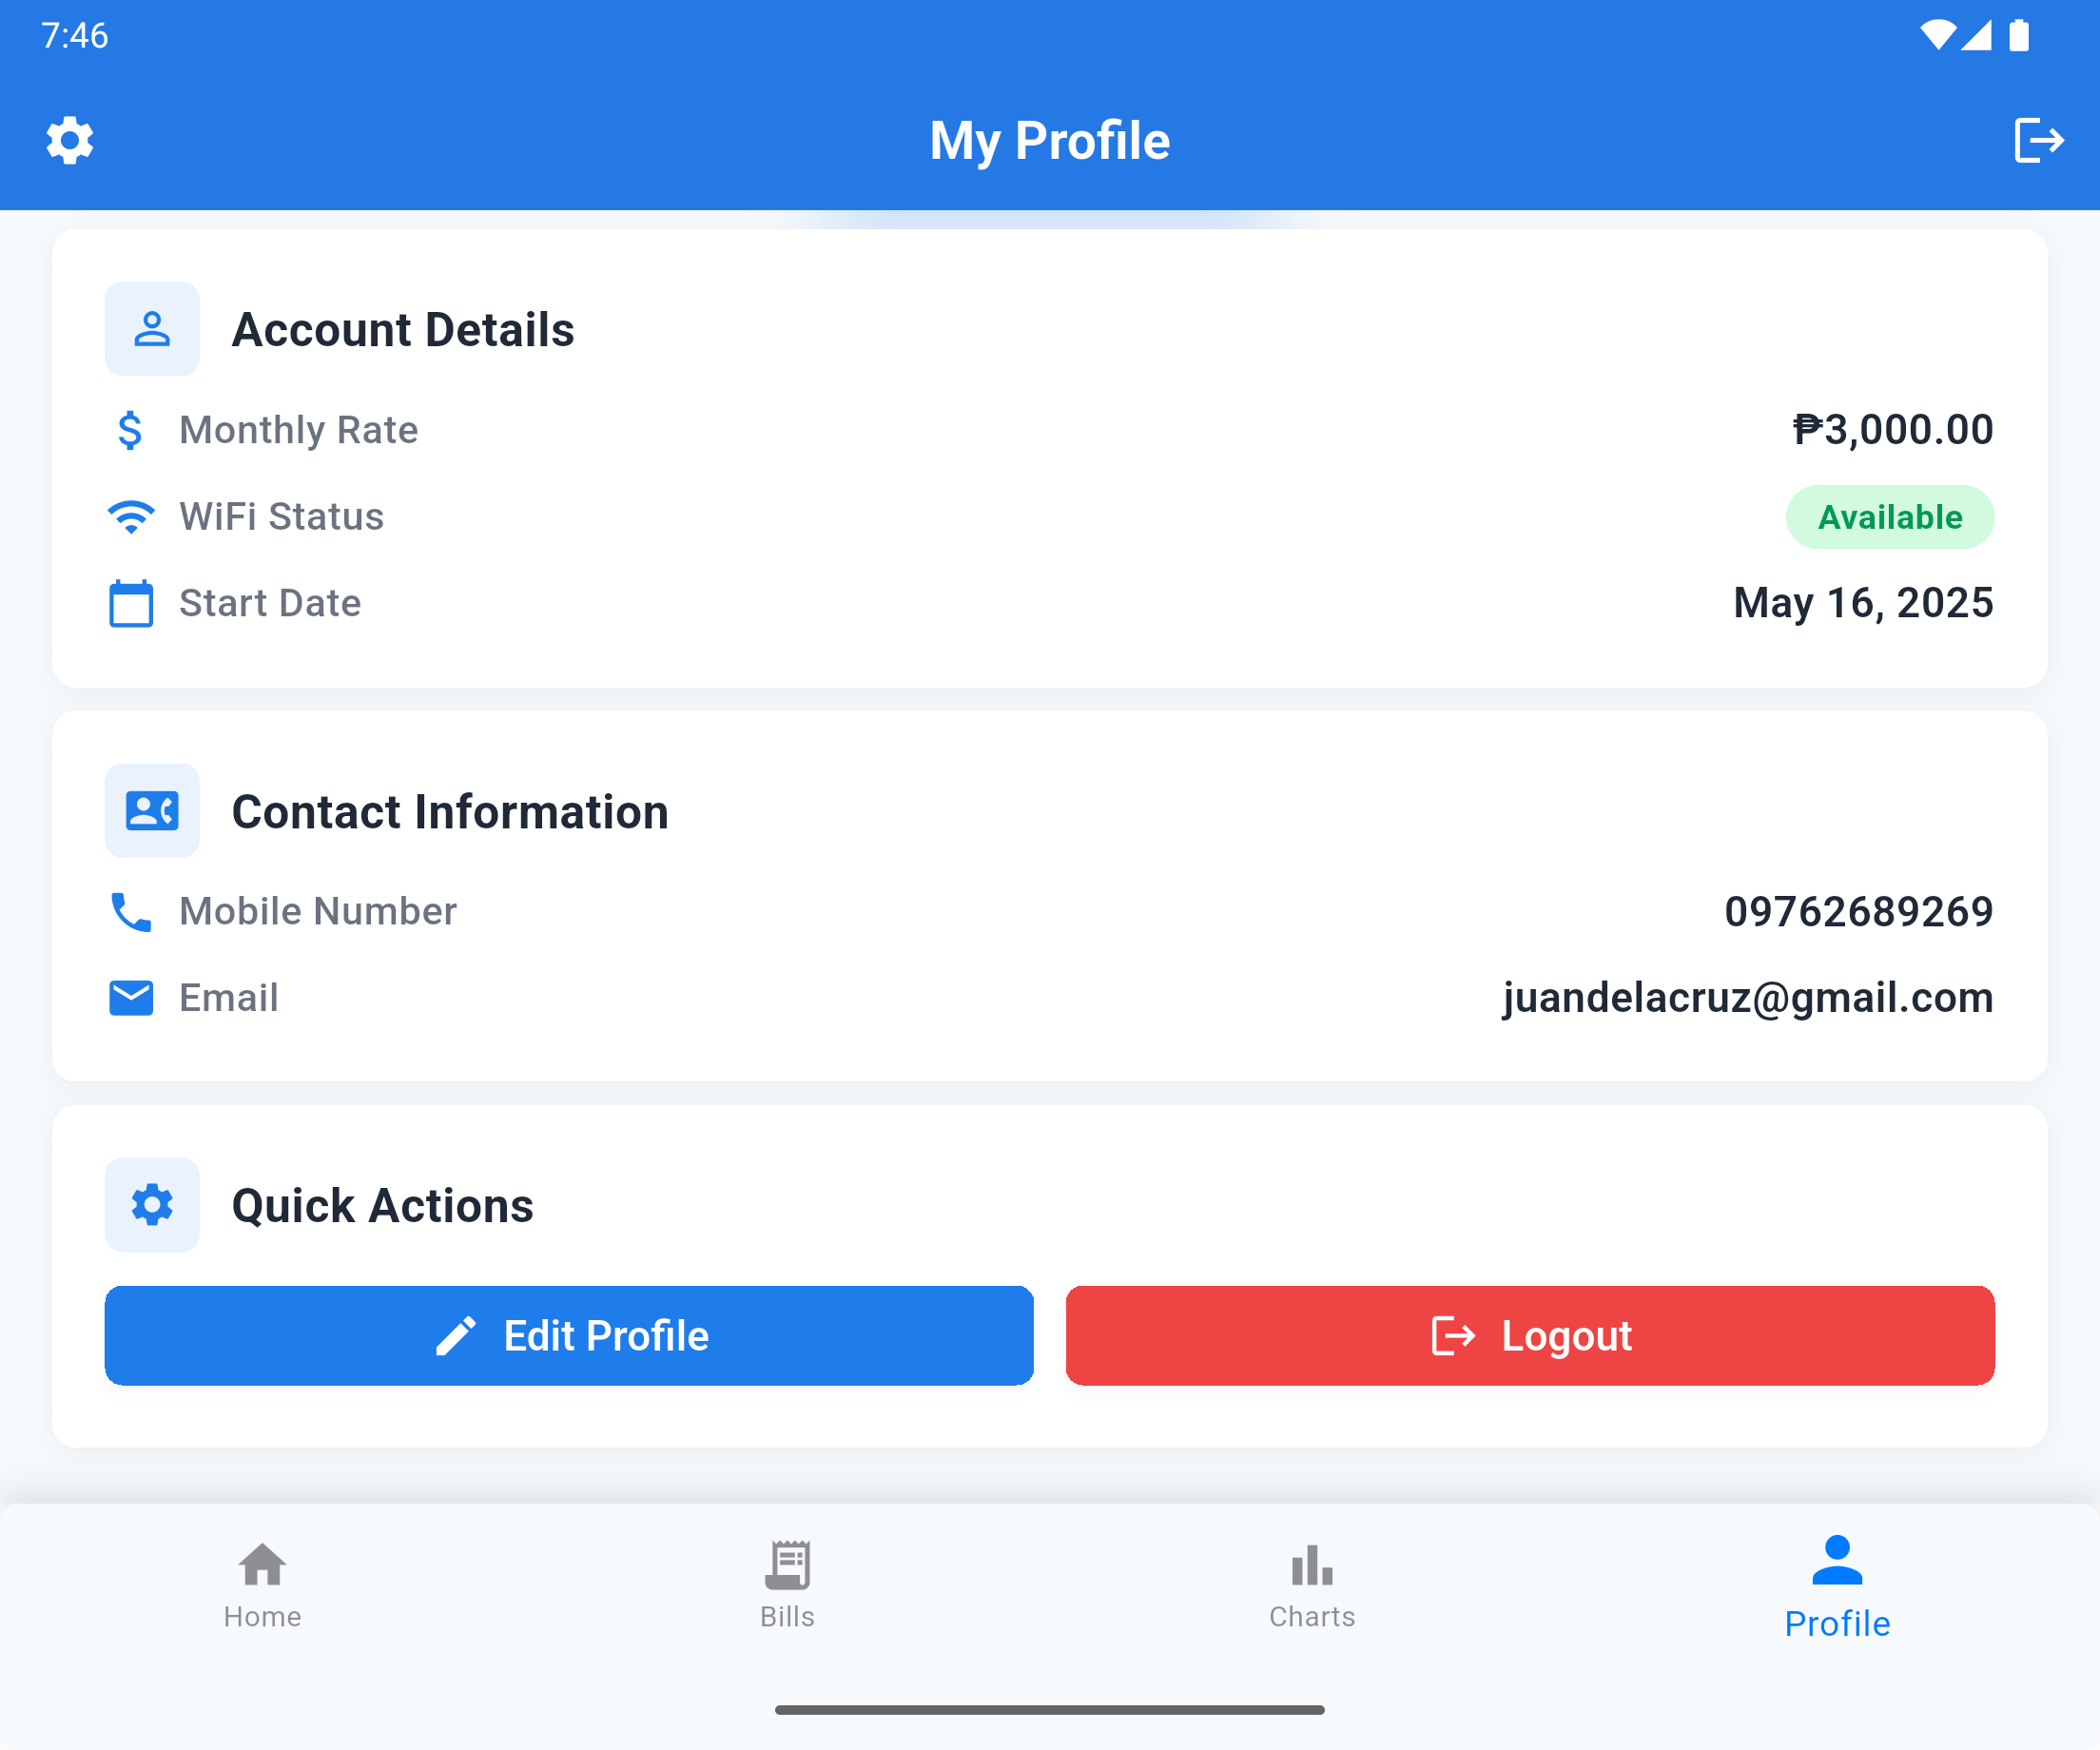 7:46
My Profile
Account Details
Monthly Rate ₱3,000.00
WiFi Status Available
Start Date May 16, 2025
Contact Information
Mobile Number 09762689269
Email juandelacruz@gmail.com
Quick Actions
Edit Profile Logout
Home Bills Charts Profile